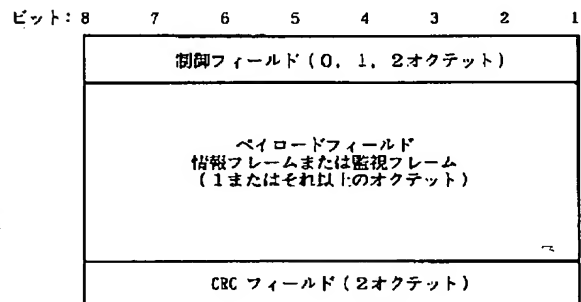 ビット: 8 7 6 5 4 3 2 1
制御フィールド(0, 1, 2オクテット)
ペイロードフィールド
情報フレームまたは監視フレーム
(1またはそれ以上のオクテット)
CRC フィールド(2オクテット)